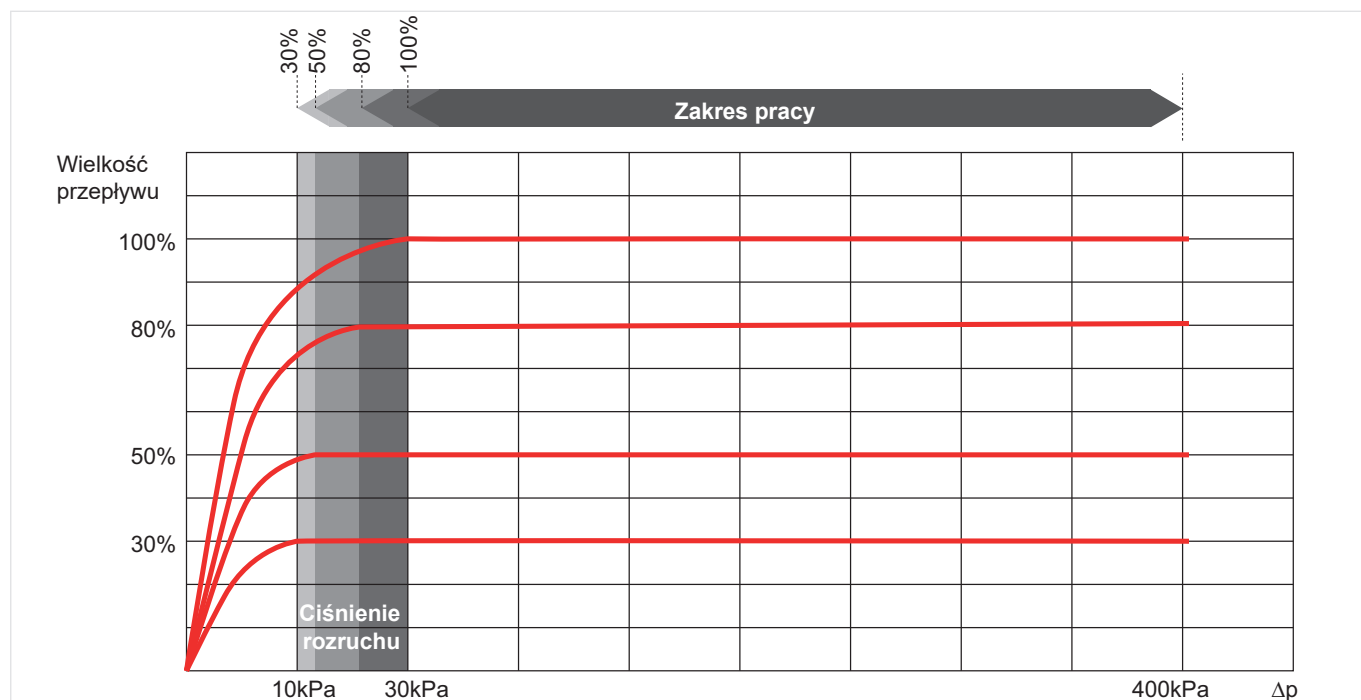 30%
50%
80%
100%
Zakres pracy
Wielkość
przepływu
100%
80%
50%
30%
Ciśnienie
rozruchu
10kPa
30kPa
400kPa
Δp